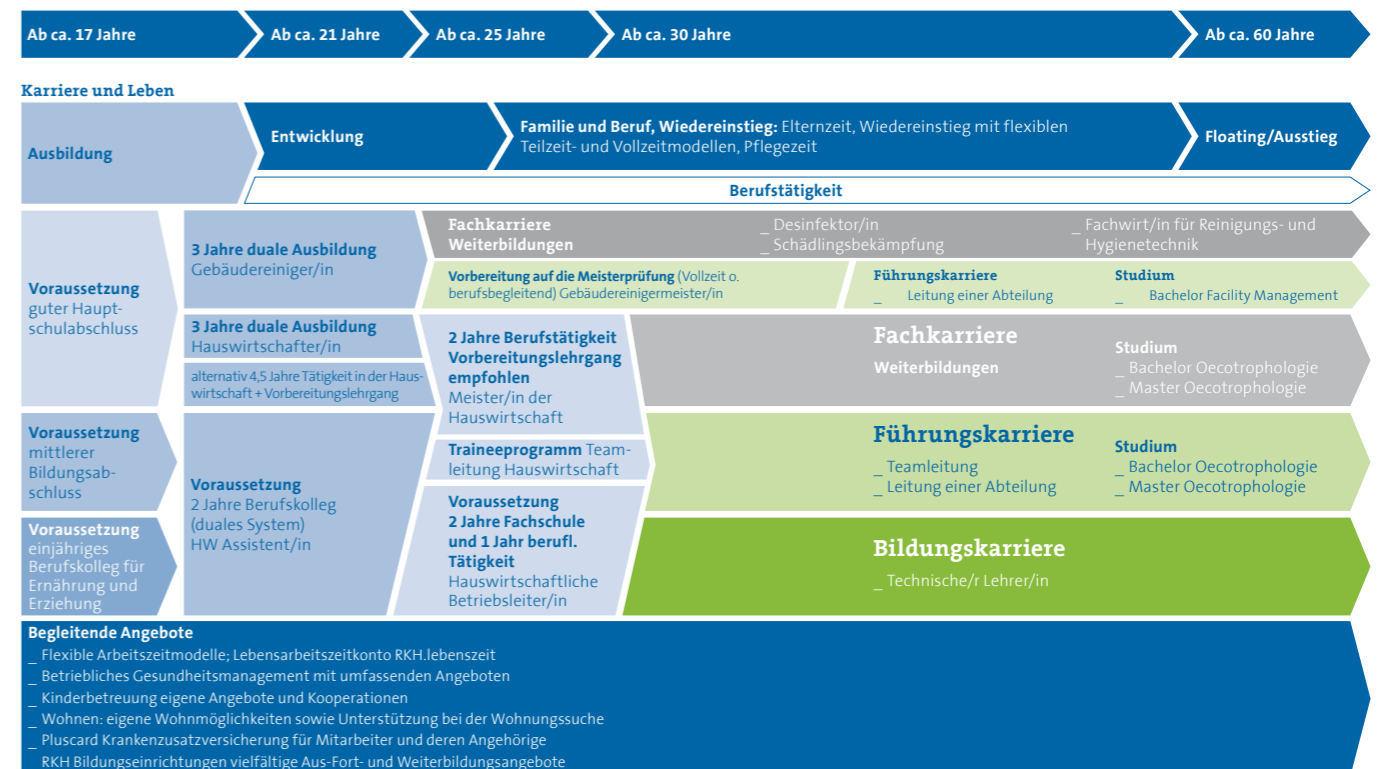 Ab ca. 17 Jahre
Ab ca. 21 Jahre
Ab ca. 25 Jahre
Ab ca. 30 Jahre
Ab ca. 60 Jahre
Karriere und Leben
Ausbildung
Entwicklung
Familie und Beruf, Wiedereinstieg: Elternzeit, Wiedereinstieg mit flexiblen
Teilzeit- und Vollzeitmodellen, Pflegezeit
Floating/Ausstieg
Berufstätigkeit
Voraussetzung
guter Haupt-
schulabschluss
3 Jahre duale Ausbildung
Gebäudereiniger/in
Fachkarriere
Weiterbildungen
_ Desinfektor/in
_ Schädlingsbekämpfung
_ Fachwirt/in für Reinigungs- und
Hygienetechnik
Vorbereitung auf die Meisterprüfung (Vollzeit o.
berufsbegleitend) Gebäudereinigermeister/in
Führungskarriere
_ Leitung einer Abteilung
Studium
_ Bachelor Facility Management
3 Jahre duale Ausbildung
Hauswirtschafter/in
alternativ 4,5 Jahre Tätigkeit in der Haus-
wirtschaft + Vorbereitungslehrgang
2 Jahre Berufstätigkeit
Vorbereitungslehrgang
empfohlen
Meister/in der
Hauswirtschaft
Fachkarriere
Weiterbildungen
Studium
_ Bachelor Oecotrophologie
_ Master Oecotrophologie
Voraussetzung
mittlerer
Bildungsab-
schluss
Voraussetzung
2 Jahre Berufskolleg
(duales System)
HW Assistent/in
Traineeprogramm Team-
leitung Hauswirtschaft
Führungskarriere
_ Teamleitung
_ Leitung einer Abteilung
Studium
_ Bachelor Oecotrophologie
_ Master Oecotrophologie
Voraussetzung
einjähriges
Berufskolleg für
Ernährung und
Erziehung
Voraussetzung
2 Jahre Fachschule
und 1 Jahr berufl.
Tätigkeit
Hauswirtschaftliche
Betriebsleiter/in
Bildungskarriere
_ Technische/r Lehrer/in
Begleitende Angebote
_ Flexible Arbeitszeitmodelle; Lebensarbeitszeitkonto RKH.lebenszeit
_ Betriebliches Gesundheitsmanagement mit umfassenden Angeboten
_ Kinderbetreuung eigene Angebote und Kooperationen
_ Wohnen: eigene Wohnmöglichkeiten sowie Unterstützung bei der Wohnungssuche
_ Pluscard Krankenzusatzversicherung für Mitarbeiter und deren Angehörige
_ RKH Bildungseinrichtungen vielfältige Aus-Fort- und Weiterbildungsangebote